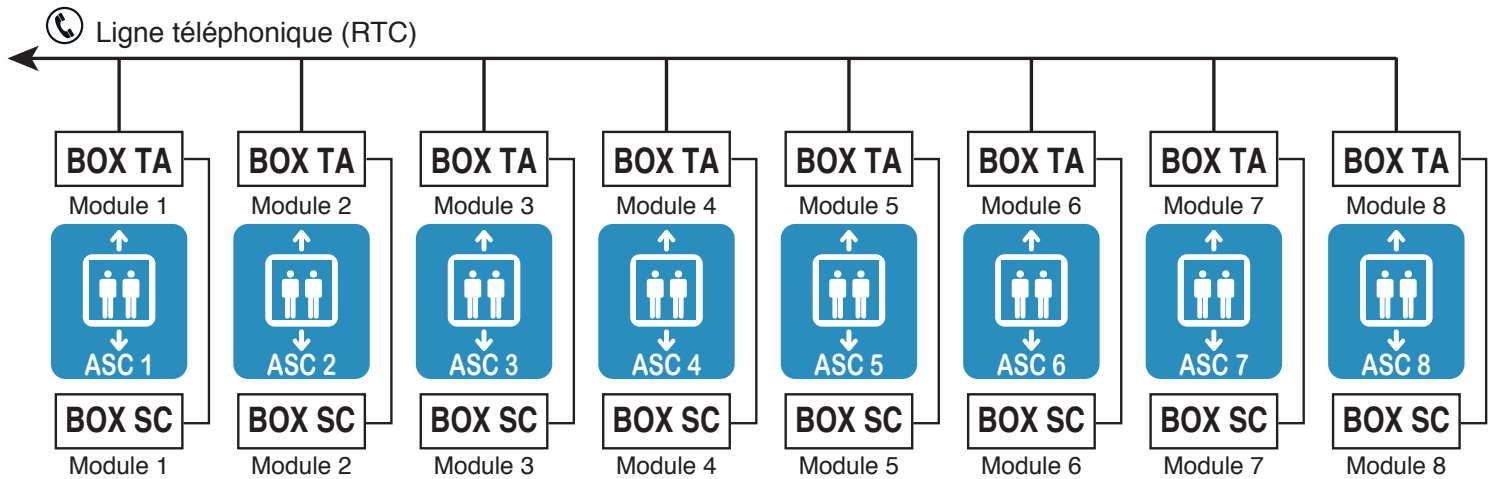 Ligne téléphonique (RTC)
BOX TA BOX TA BOX TA BOX TA BOX TA BOX TA BOX TA BOX TA
Module 1 Module 2 Module 3 Module 4 Module 5 Module 6 Module 7 Module 8
ASC 1 ASC 2 ASC 3 ASC 4 ASC 5 ASC 6 ASC 7 ASC 8
BOX SC BOX SC BOX SC BOX SC BOX SC BOX SC BOX SC BOX SC
Module 1 Module 2 Module 3 Module 4 Module 5 Module 6 Module 7 Module 8